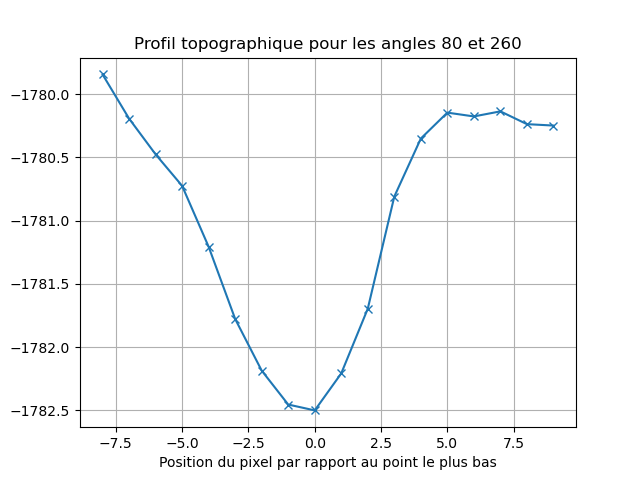 Profil topographique pour les angles 80 et 260
−1780.0
−1780.5
−1781.0
−1781.5
−1782.0
−1782.5
−7.5 −5.0 −2.5 0.0 2.5 5.0 7.5
Position du pixel par rapport au point le plus bas